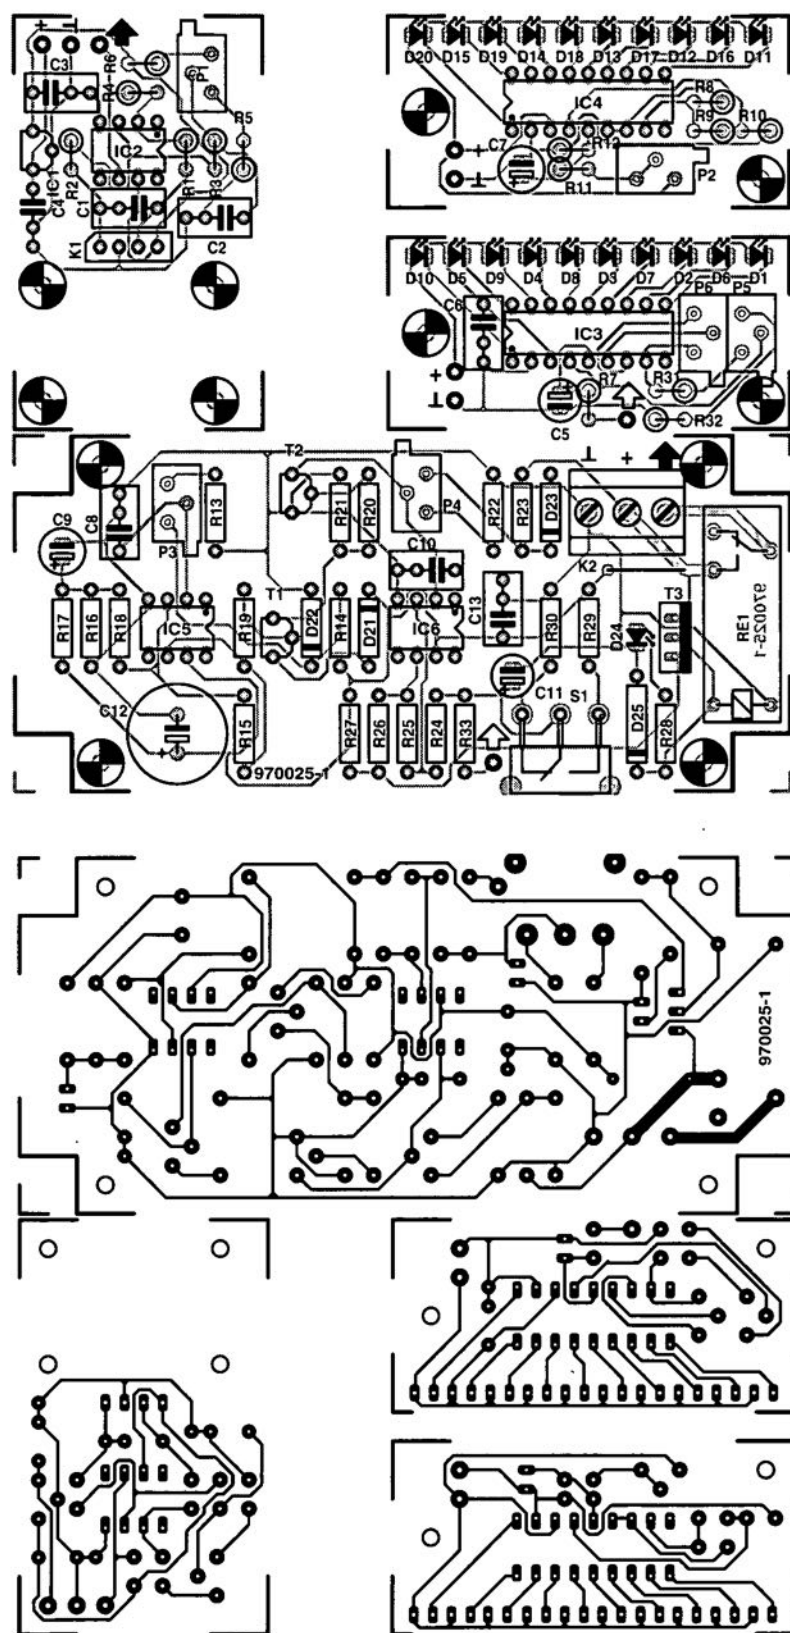 + ⊥
C3 R6 P1
R4 R5
IC2
R2 IC1 C4 C1 R1 R3
K1 C2
D20 D15 D19 D14 D18 D13 D17 D12 D16 D11
IC4 R8
R9 R10
C7 + R12
⊥ R11 P2
D10 D5 D9 D4 D8 D3 D7 D2 D6 D1
C6 P6 P5
IC3
+ R7 R31
⊥ C5 R32
T2 ⊥ +
C9 C8 P3 R13 R21 R20 P4 R22 R23 D23
C10 K2
R17 R16 R18 IC5 R19 T1 D22 R14 D21 IC6 C13 R30 R29 D24 T3 RE1 970025-1
C12 R15 R27 R26 R25 R24 R33 C11 S1 D25 R28
970025-1
970025-1